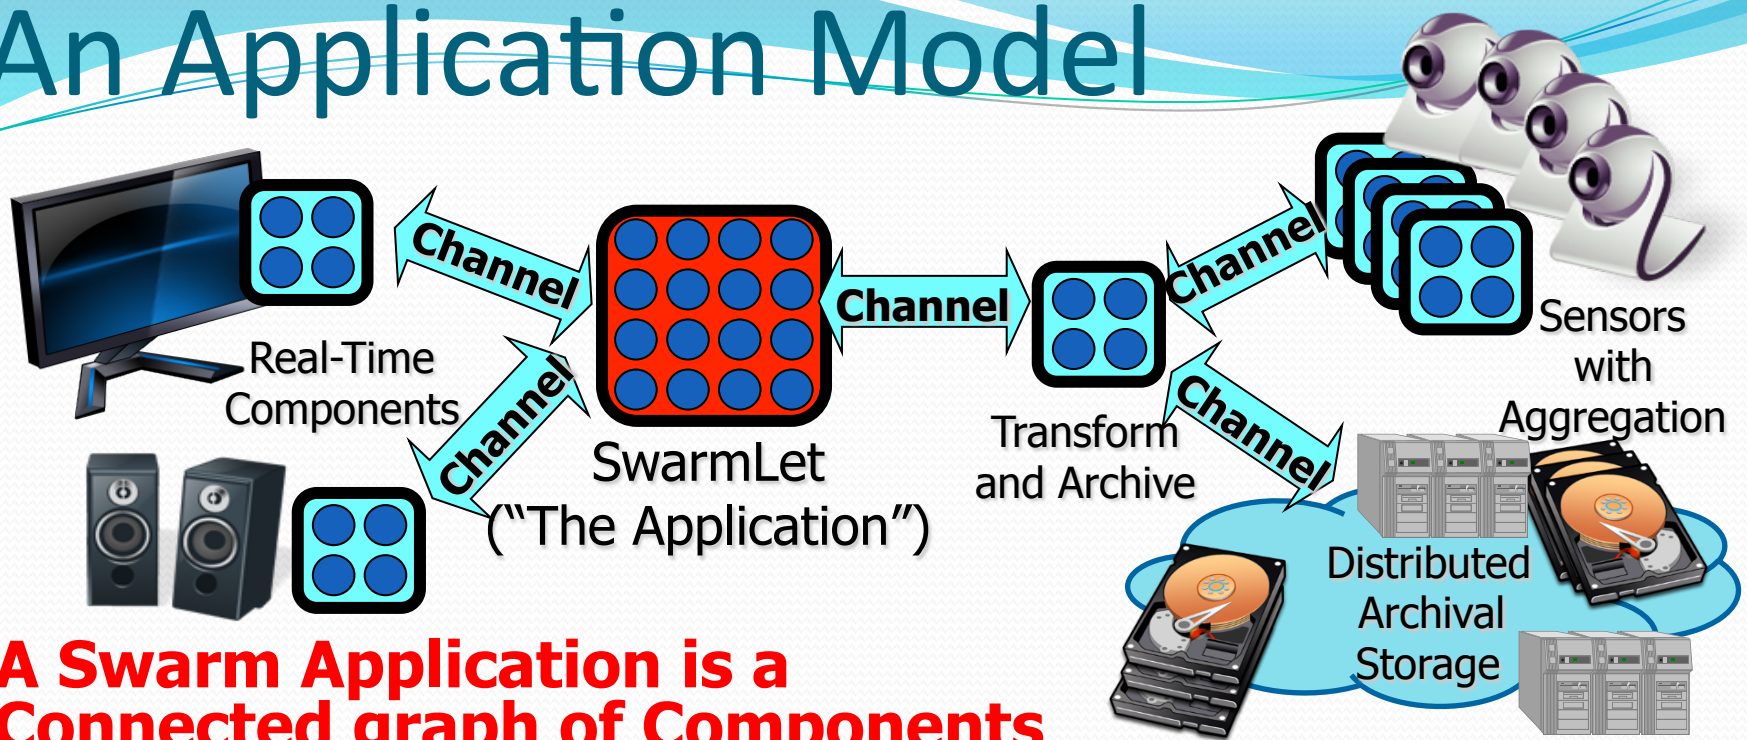 An Application Model
Channel
Channel
Channel
Channel
Channel
Real-Time
Components
SwarmLet
(“The Application”)
Transform
and Archive
Sensors
with
Aggregation
Distributed
Archival
Storage
A Swarm Application is a
Connected graph of Components